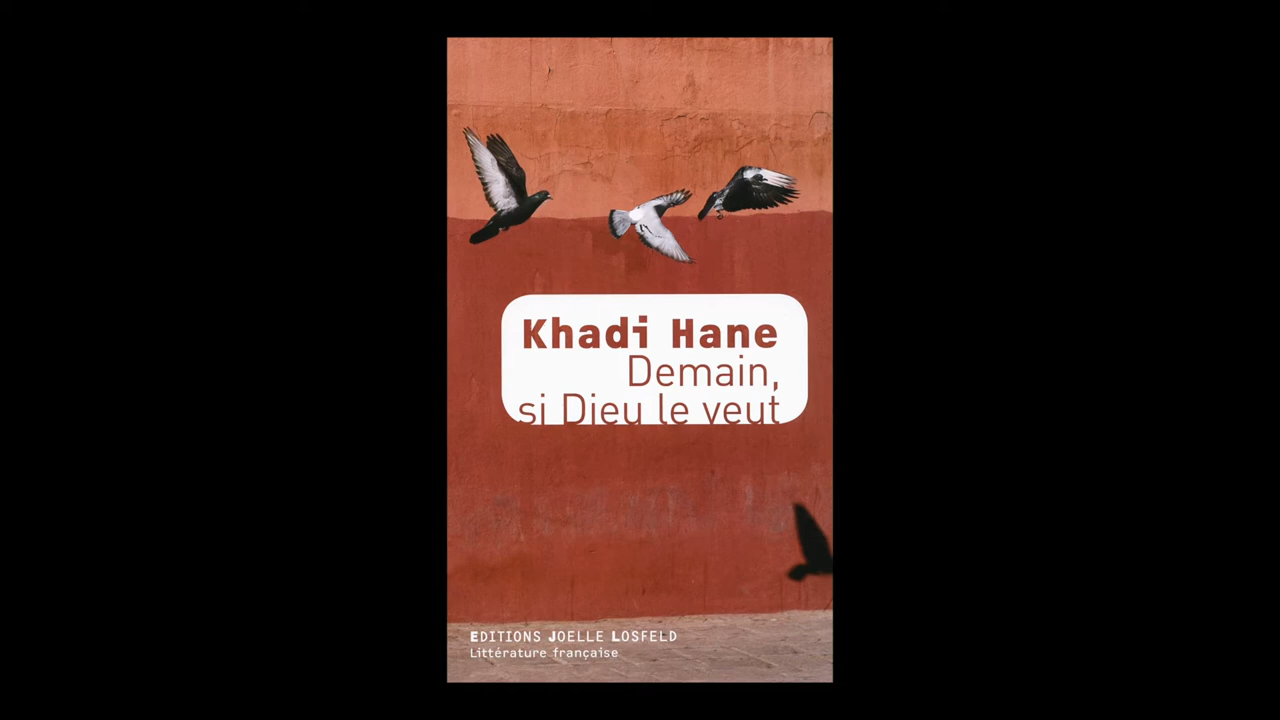 Khadi Hane
Demain,
si Dieu le veut
EDITIONS JOELLE LOSFELD
Littérature française